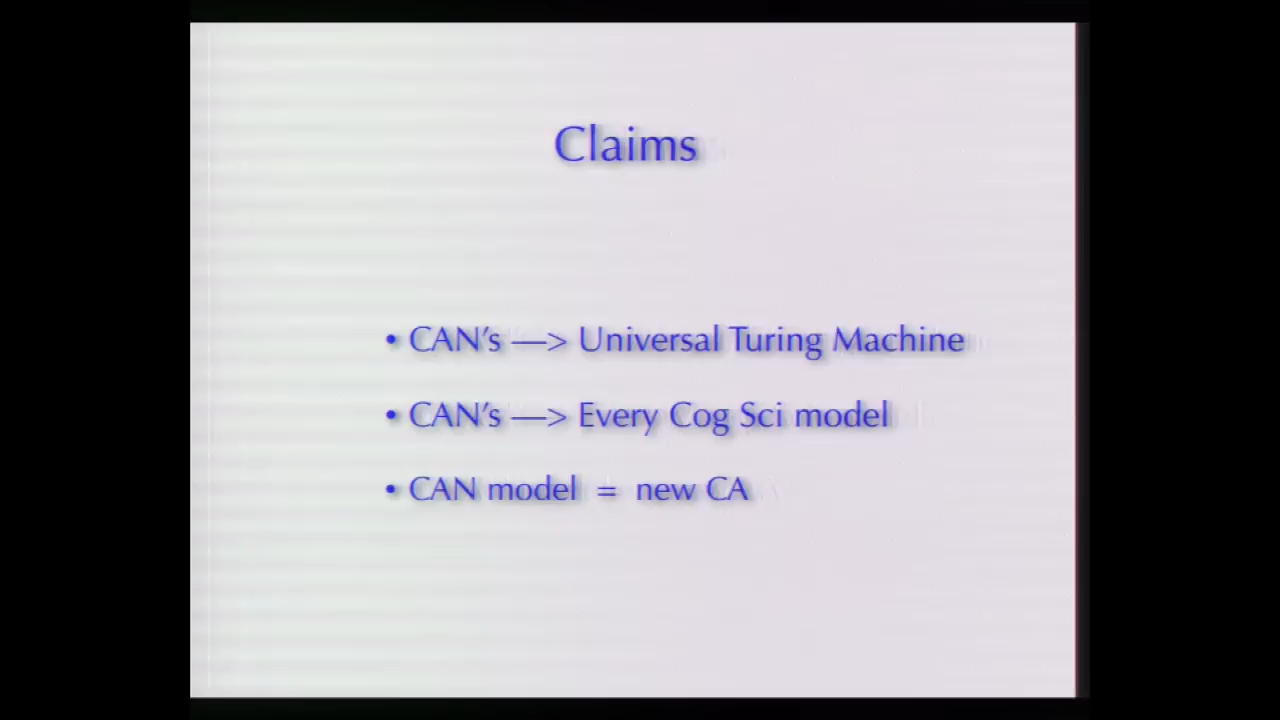 Claims
• CAN's —> Universal Turing Machine
• CAN's —> Every Cog Sci model
• CAN model = new CA